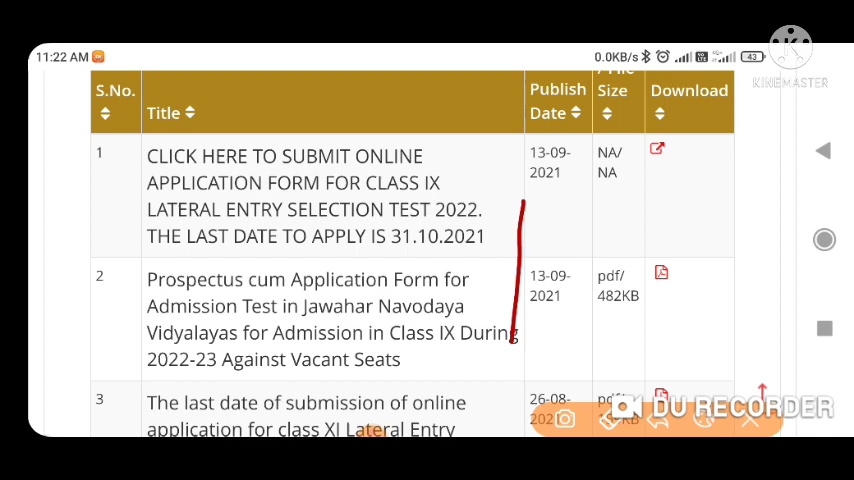 11:22 AM
0.0KB/s
43
KINEMASTER
S.No.
Title
Publish
Date
Size
Download
1
CLICK HERE TO SUBMIT ONLINE
APPLICATION FORM FOR CLASS IX
LATERAL ENTRY SELECTION TEST 2022.
THE LAST DATE TO APPLY IS 31.10.2021
13-09-
2021
NA/
NA
2
Prospectus cum Application Form for
Admission Test in Jawahar Navodaya
Vidyalayas for Admission in Class IX During
2022-23 Against Vacant Seats
13-09-
2021
pdf/
482KB
3
The last date of submission of online
application for class XI Lateral Entry
26-08-
pdf/
DU RECORDER